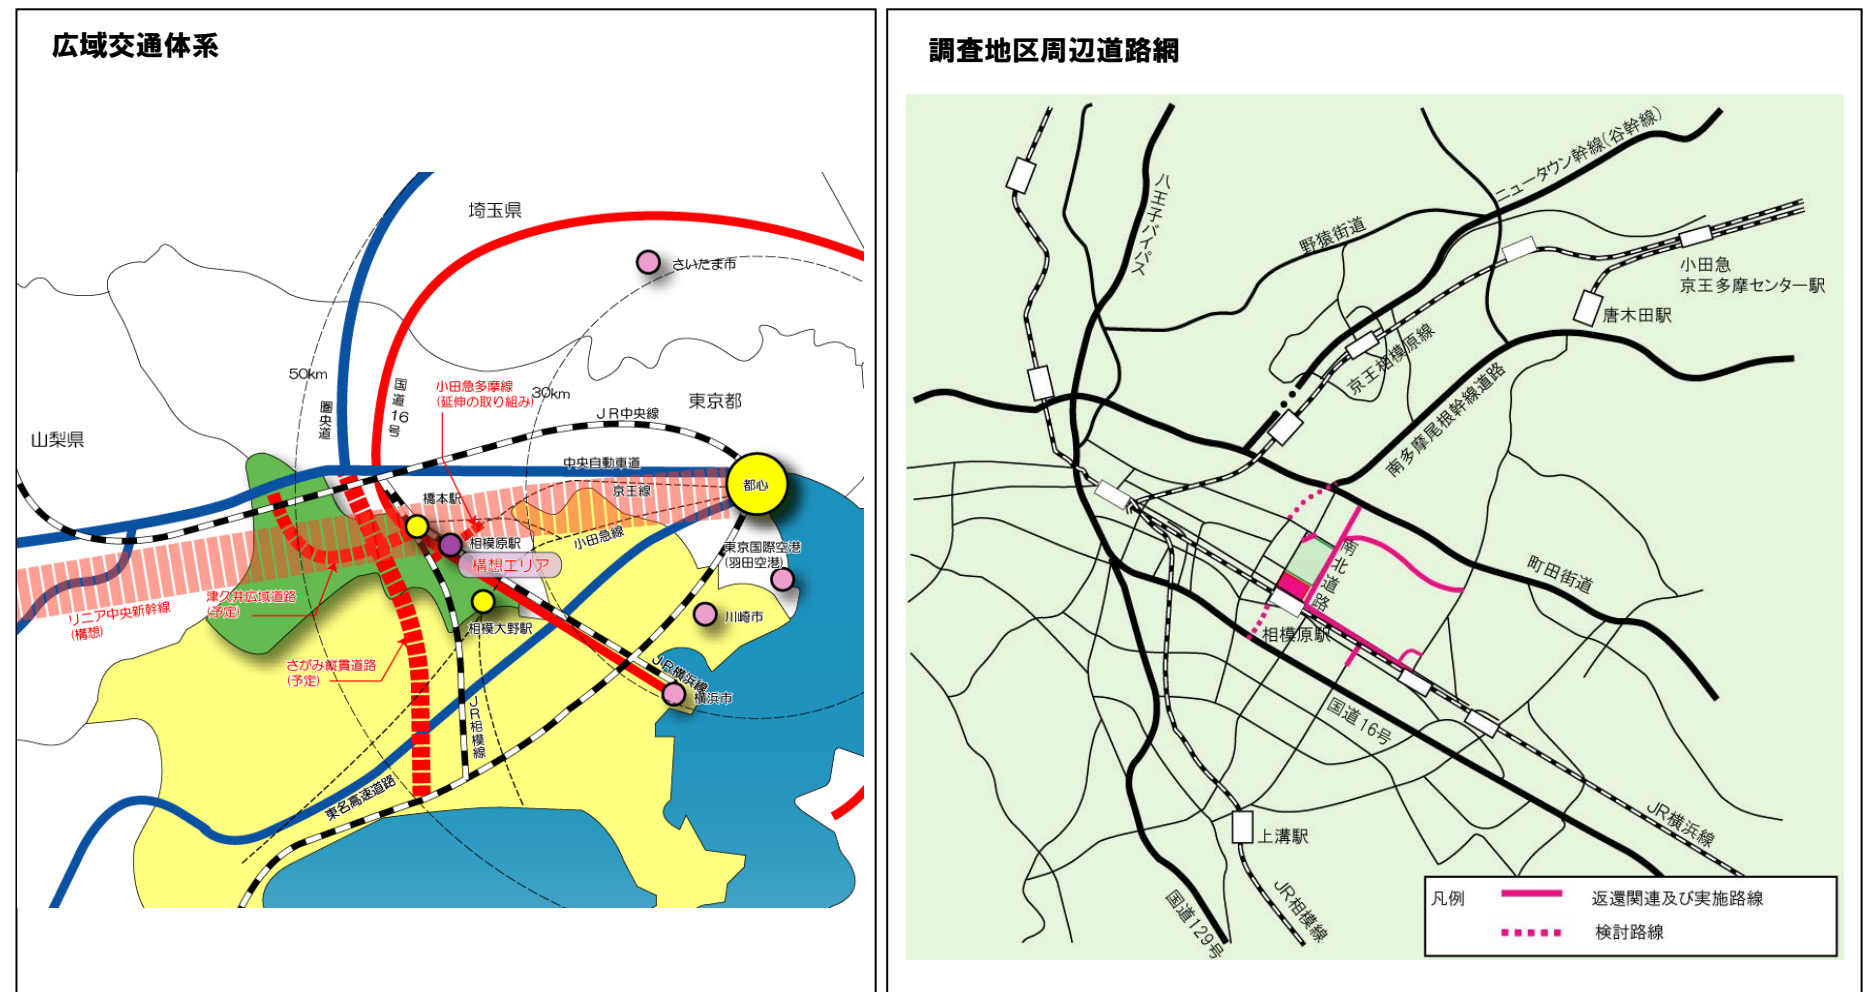 広域交通体系
埼玉県
さいたま市
50km
国道16号
小田急多摩線
(延伸の取り組み)
30km
東京都
JR中央線
圏央道
山梨県
中央自動車道
都心
京王線
橋本駅
小田急線
相模原駅
東京国際空港
(羽田空港)
構想エリア
津久井広域道路
(予定)
リニア中央新幹線
(構想)
川崎市
相模大野駅
さがみ縦貫道路
(予定)
JR横浜線
横浜市
JR相模線
東名高速道路
調査地区周辺道路網
ニュータウン幹線(谷幹線)
八王子バイパス
野猿街道
小田急
京王多摩センター駅
唐木田駅
京王相模原線
南多摩尾根幹線道路
南北道路
町田街道
相模原駅
国道16号
JR横浜線
上溝駅
国道129号
JR相模線
凡例
返還関連及び実施路線
検討路線